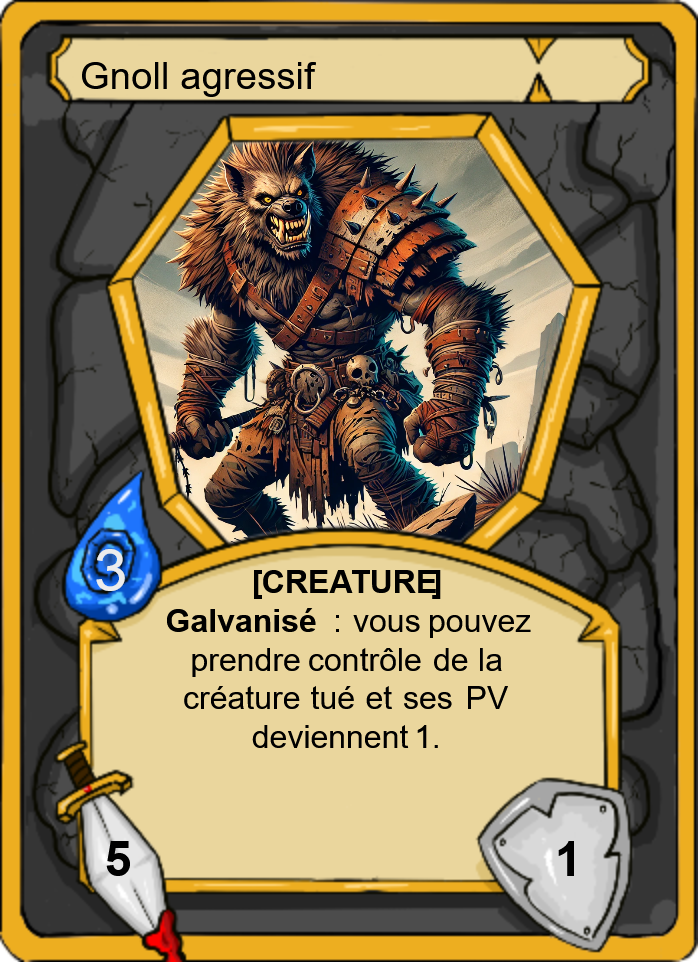 Gnoll agressif
3
[CREATURE]
Galvanisé : vous pouvez
prendre contrôle de la
créature tué et ses PV
deviennent 1.
5
1